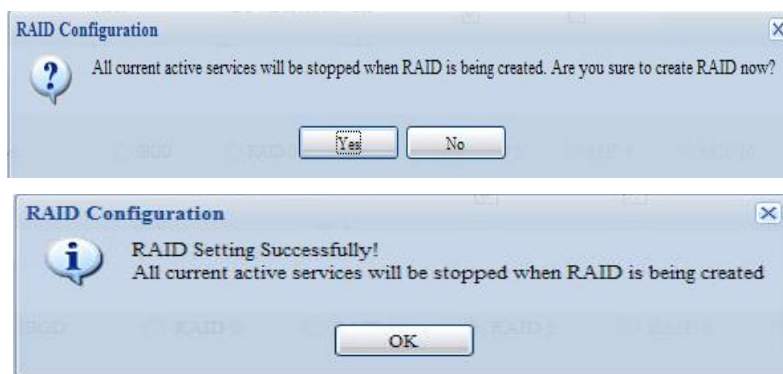 RAID Configuration
All current active services will be stopped when RAID is being created. Are you sure to create RAID now?
Yes No
RAID Configuration
RAID Setting Successfully!
All current active services will be stopped when RAID is being created
OK